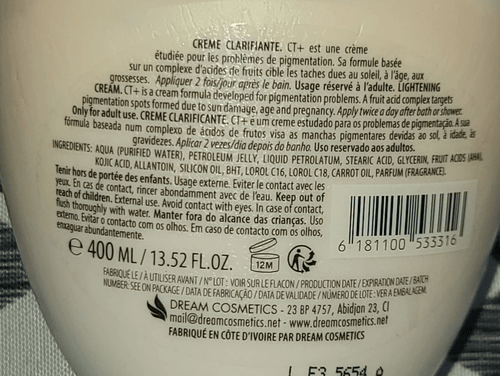 CREME CLARIFIANTE. CT+ est une crème
étudiée pour les problèmes de pigmentation. Sa formule basée
sur un complexe d'acides de fruits cible les taches dues au soleil, à l'âge, aux
grossesses. Appliquer 2 fois/jour après le bain. Usage réservé à l'adulte. LIGHTENING
CREAM. CT+ is a cream formula developed for pigmentation problems. A fruit acid complex targets
pigmentation spots formed due to sun damage, age and pregnancy. Apply twice a day after bath or shower.
Only for adult use. CREME CLARIFICANTE. CT+ é um creme estudado para os problemas de pigmentação. A sua
fórmula baseada num complexo de ácidos de frutos visa as manchas pigmentares devidas ao sol, à idade, às
gravidezes. Aplicar 2 vezes/dia depois do banho. Uso reservado aos adultos.
INGREDIENTS: AQUA (PURIFIED WATER), PETROLEUM JELLY, LIQUID PETROLATUM, STEARIC ACID, GLYCERIN, FRUIT ACIDS (AHA),
KOJIC ACID, ALLANTOIN, SILICON OIL, BHT, LOROL C16, LOROL C18, CARROT OIL, PARFUM (FRAGRANCE).
Tenir hors de portée des enfants. Usage externe. Eviter le contact avec les
yeux. En cas de contact, rincer abondamment avec de l'eau. Keep out of
reach of children. External use. Avoid contact with eyes. In case of contact,
flush thoroughly with water. Manter fora do alcance das crianças. Uso
externo. Evitar o contacto com os olhos. Em caso de contacto com os olhos,
enxaguar abundantemente.
6 181100 533316
e 400 ML / 13.52 FL.OZ.
12M
FABRIQUÉ LE / À UTILISER AVANT / N° LOT : VOIR SUR LE FLACON / PRODUCTION DATE / EXPIRATION DATE / BATCH
NUMBER: SEE ON PACKAGE / DATA DE FABRICAÇÃO / DATA DE VALIDADE / NÚMERO DE LOTE : VER A EMBALAGEM.
DREAM COSMETICS - 23 BP 4757, Abidjan 23, CI
mail@dreamcosmetics.net - www.dreamcosmetics.net
FABRIQUÉ EN CÔTE D'IVOIRE PAR DREAM COSMETICS